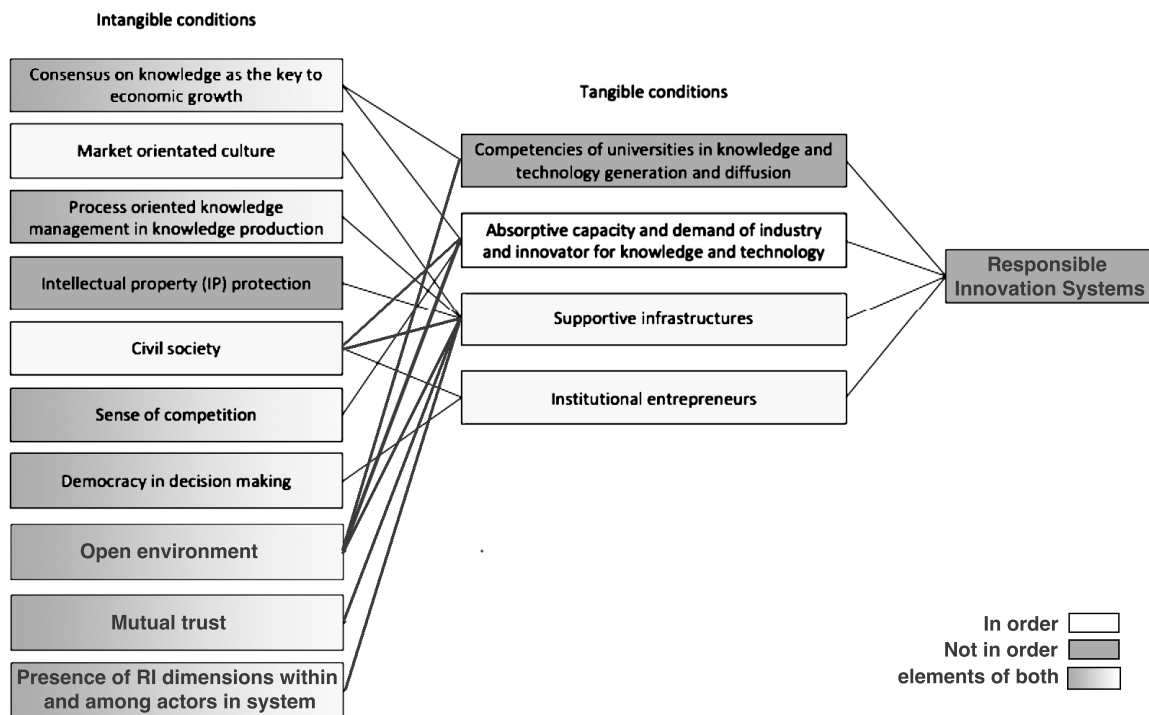 Intangible conditions
Consensus on knowledge as the key to
economic growth
Market orientated culture
Process oriented knowledge
management in knowledge production
Intellectual property (IP) protection
Civil society
Sense of competition
Democracy in decision making
Open environment
Mutual trust
Presence of RI dimensions within
and among actors in system
Tangible conditions
Competencies of universities in knowledge and
technology generation and diffusion
Absorptive capacity and demand of industry
and innovator for knowledge and technology
Supportive infrastructures
Institutional entrepreneurs
Responsible
Innovation Systems
In order
Not in order
elements of both